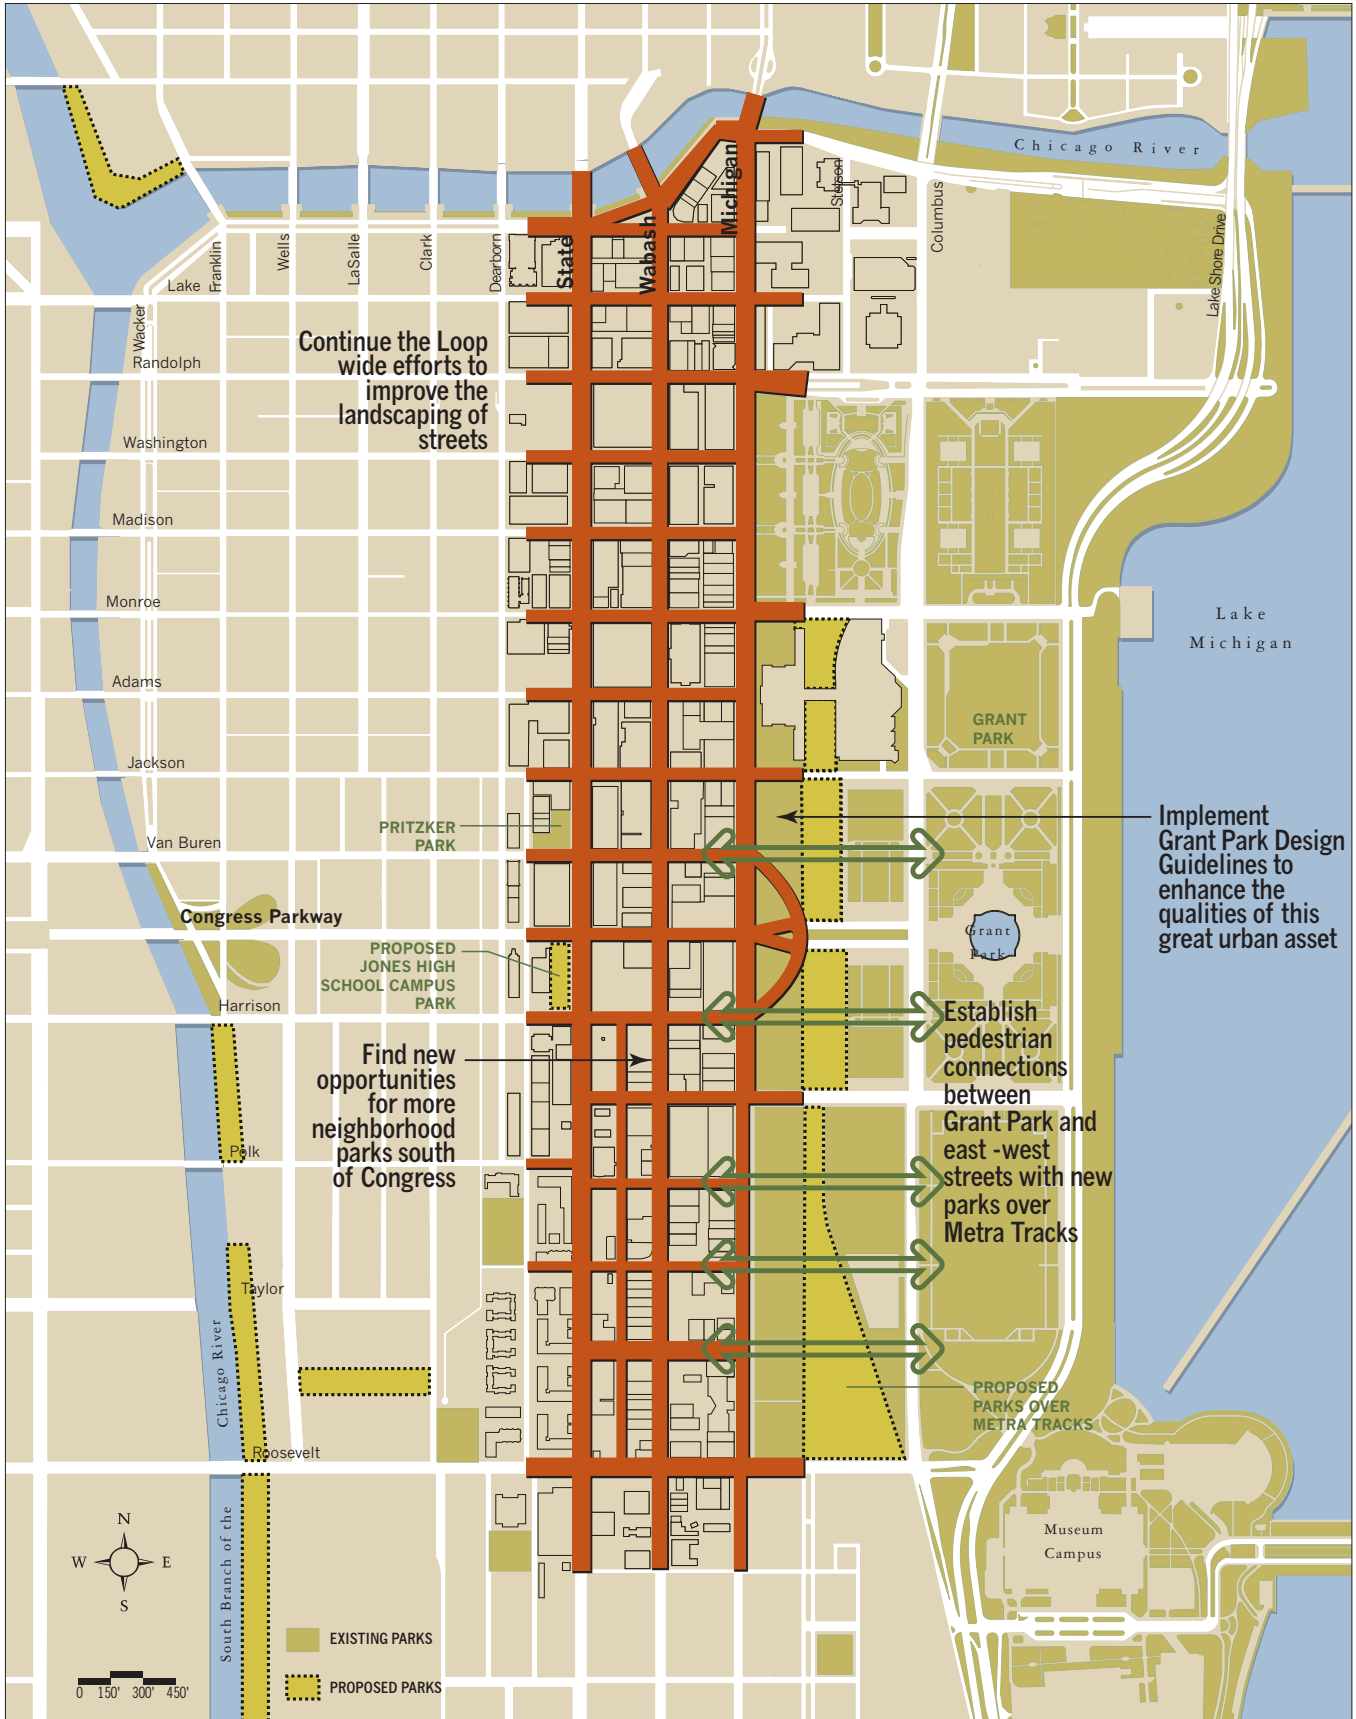 Chicago River
Michigan
Stetson
Columbus
Lake Shore Drive
State
Wabash
Dearborn
Clark
LaSalle
Wells
Franklin
Lake
Wacker
Randolph
Continue the Loop
wide efforts to
improve the
landscaping of
streets
Washington
Madison
Monroe
Lake
Michigan
Adams
GRANT
PARK
Jackson
PRITZKER
PARK
Van Buren
Implement
Grant Park Design
Guidelines to
enhance the
qualities of this
great urban asset
Congress Parkway
Grant
Park
PROPOSED
JONES HIGH
SCHOOL CAMPUS
PARK
Harrison
Establish
pedestrian
connections
between
Grant Park and
east -west
streets with new
parks over
Metra Tracks
Find new
opportunities
for more
neighborhood
parks south
of Congress
Polk
Taylor
Chicago River
PROPOSED
PARKS OVER
METRA TRACKS
Roosevelt
South Branch of the
Museum
Campus
N
W E
S
EXISTING PARKS
PROPOSED PARKS
0 150' 300' 450'